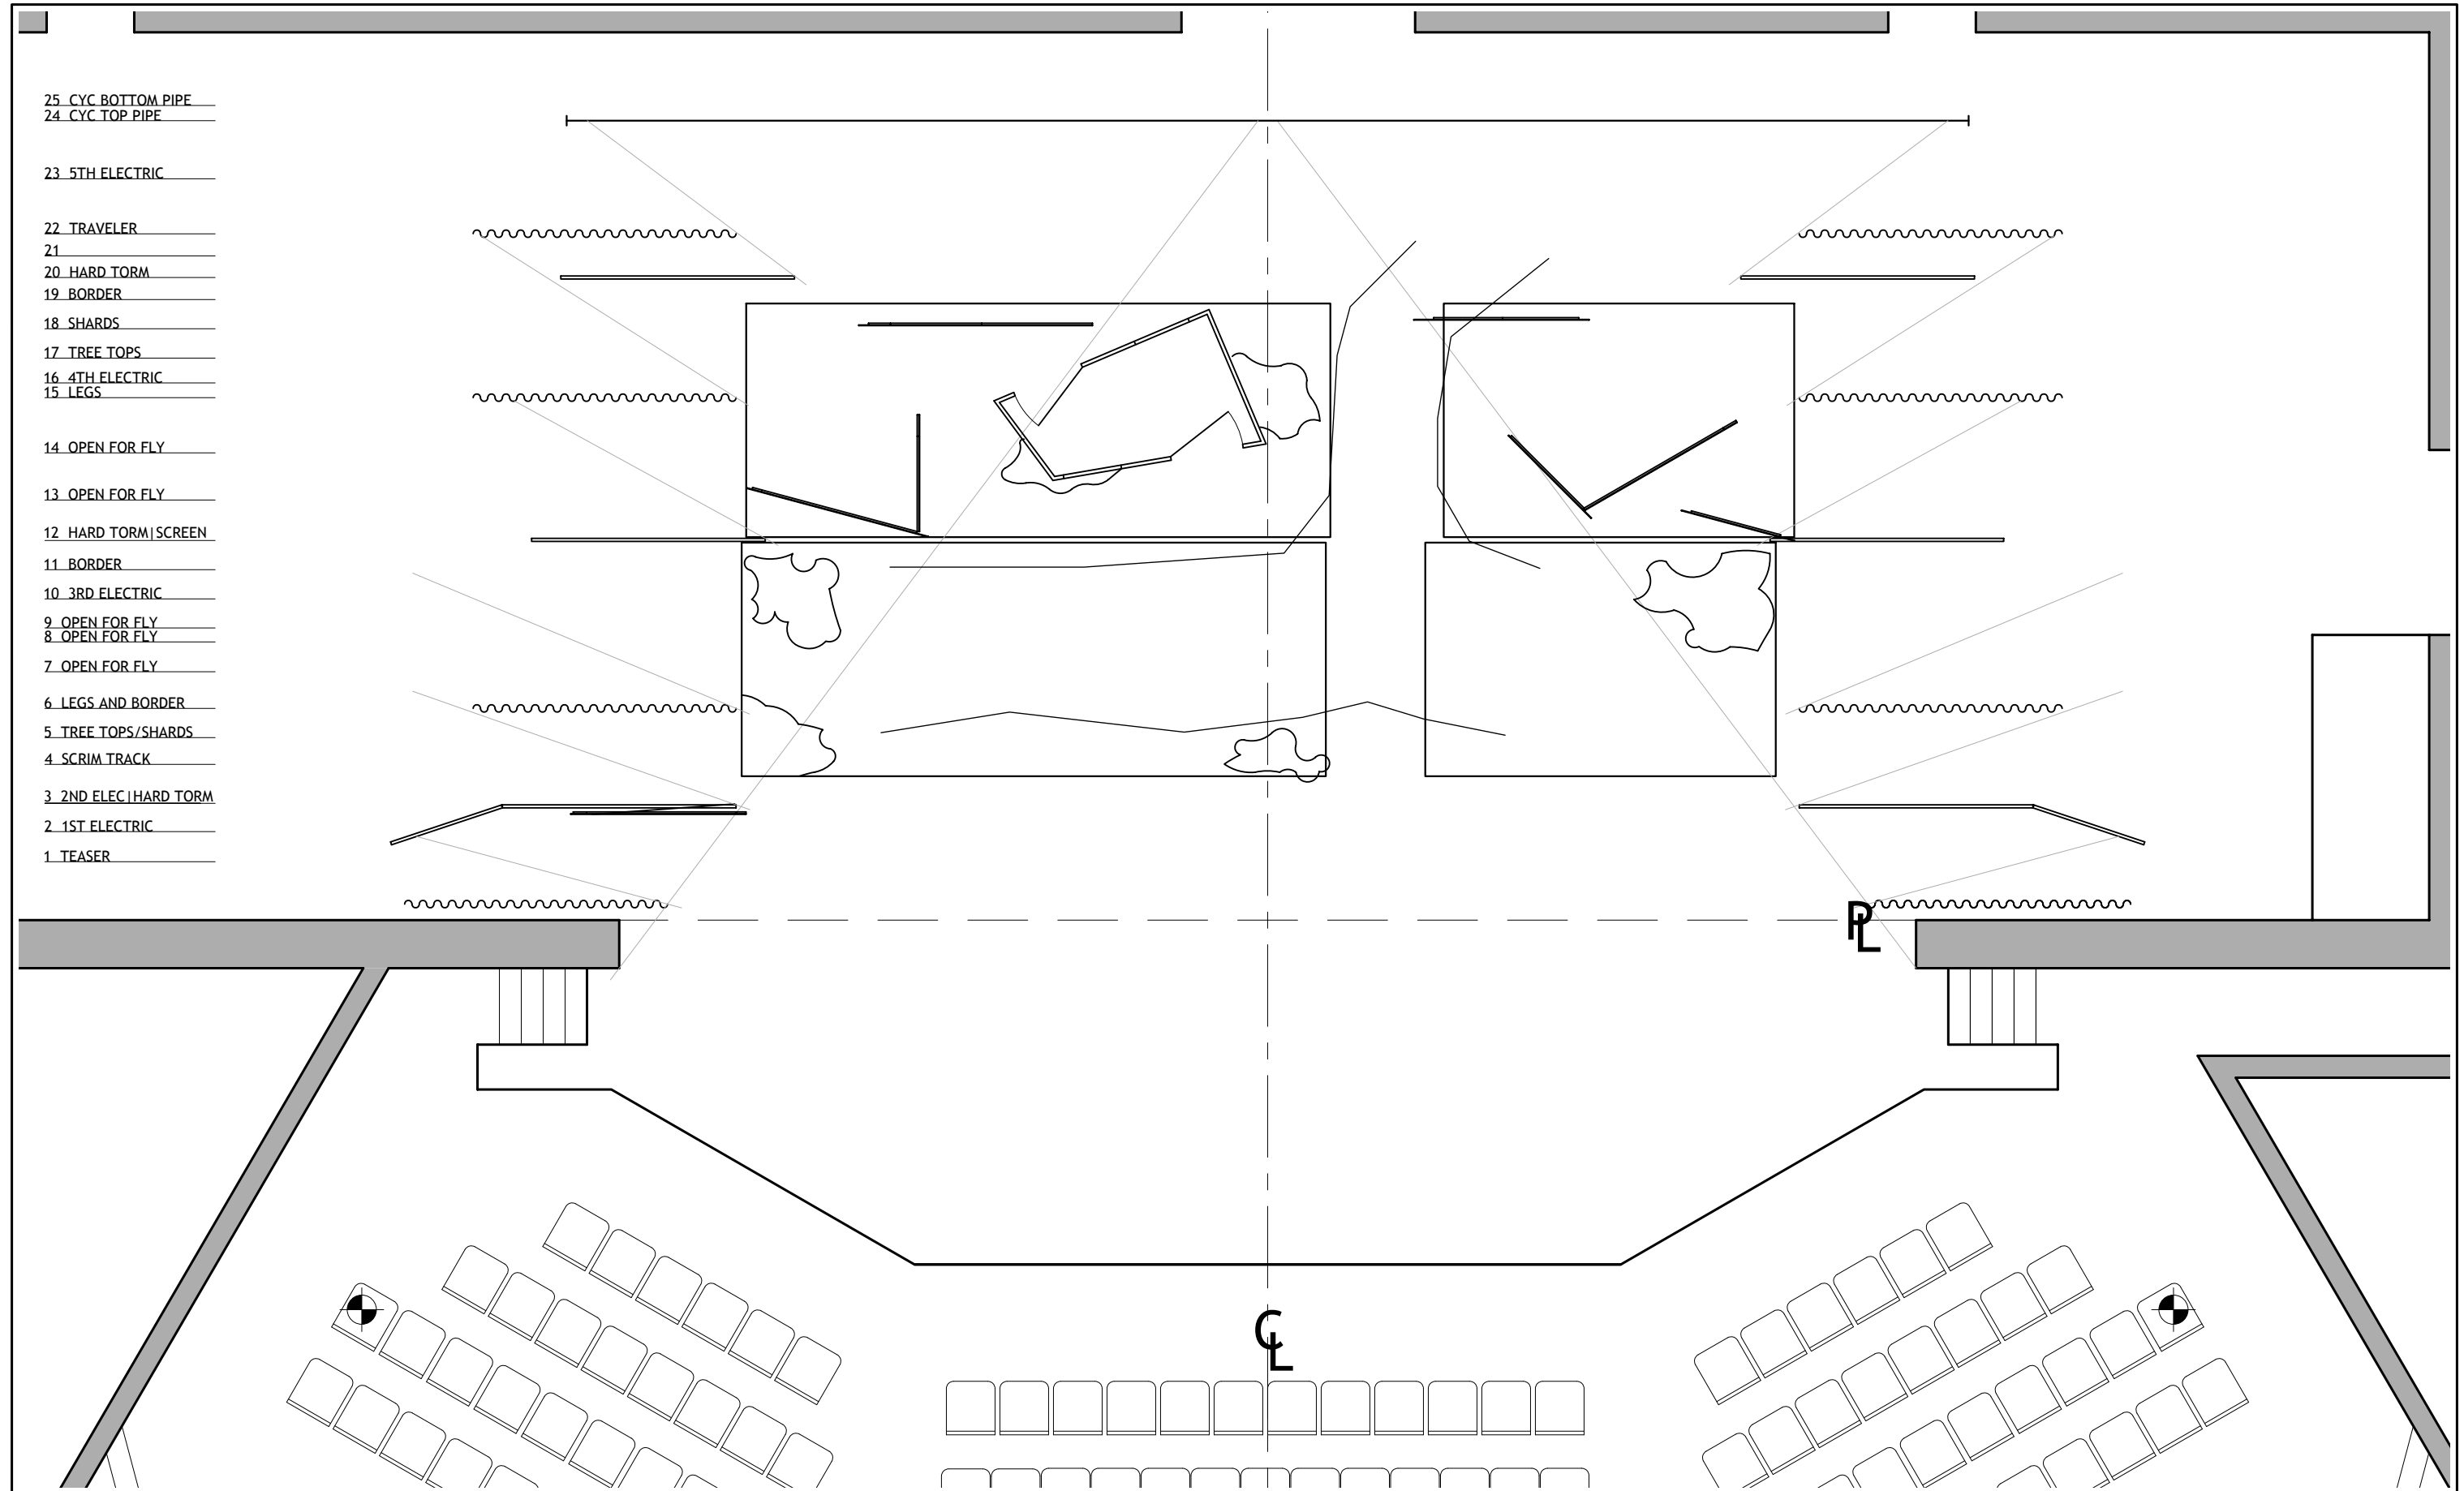 25 CYC BOTTOM PIPE
24 CYC TOP PIPE
23 5TH ELECTRIC
22 TRAVELER
21
20 HARD TORM
19 BORDER
18 SHARDS
17 TREE TOPS
16 4TH ELECTRIC
15 LEGS
14 OPEN FOR FLY
13 OPEN FOR FLY
12 HARD TORM|SCREEN
11 BORDER
10 3RD ELECTRIC
9 OPEN FOR FLY
8 OPEN FOR FLY
7 OPEN FOR FLY
6 LEGS AND BORDER
5 TREE TOPS/SHARDS
4 SCRIM TRACK
3 2ND ELEC|HARD TORM
2 1ST ELECTRIC
1 TEASER
PL
CL